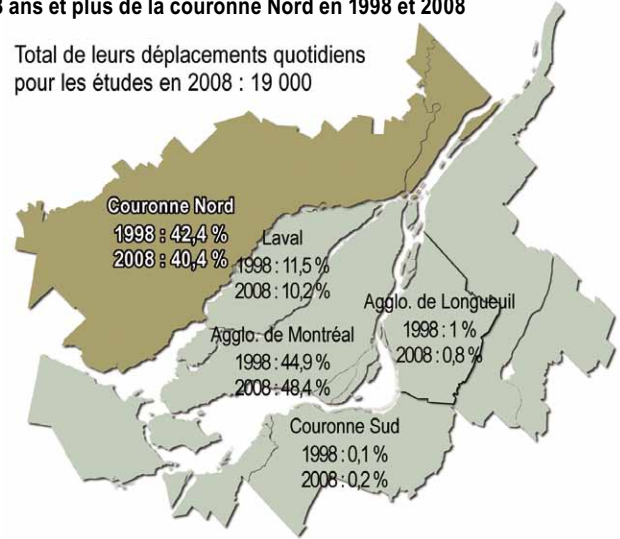 ans et plus de la couronne Nord en 1998 et 2008
Total de leurs déplacements quotidiens
pour les études en 2008 : 19 000
Couronne Nord
1998 : 42,4 %
2008 : 40,4 %
Laval
1998 : 11,5 %
2008 : 10,2 %
Agglo. de Longueuil
1998 : 1 %
2008 : 0,8 %
Agglo. de Montréal
1998 : 44,9 %
2008 : 48,4 %
Couronne Sud
1998 : 0,1 %
2008 : 0,2 %